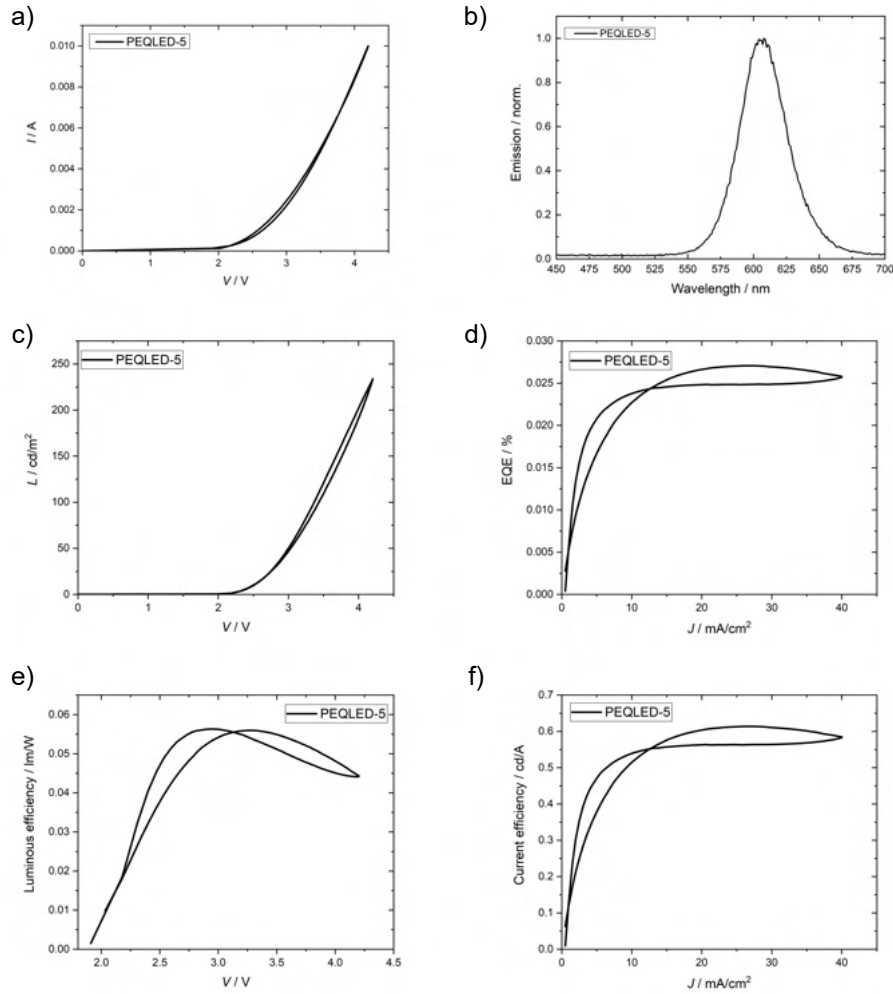 a)
PEQLED-5
0.010
0.008
0.006
0.004
0.002
0.000
I / A
0 1 2 3 4
V / V
b)
PEQLED-5
1.0
0.8
0.6
0.4
0.2
0.0
Emission / norm.
450 475 500 525 550 575 600 625 650 675 700
Wavelength / nm
c)
PEQLED-5
250
225
200
175
150
125
100
75
50
25
0
L / cd/m²
0 1 2 3 4
V / V
d)
PEQLED-5
0.030
0.025
0.020
0.015
0.010
0.005
0.000
EQE / %
0 10 20 30 40
J / mA/cm²
e)
PEQLED-5
0.06
0.05
0.04
0.03
0.02
0.01
0.00
Luminous efficiency / lm/W
2.0 2.5 3.0 3.5 4.0 4.5
V / V
f)
PEQLED-5
0.7
0.6
0.5
0.4
0.3
0.2
0.1
0.0
Current efficiency / cd/A
0 10 20 30 40
J / mA/cm²